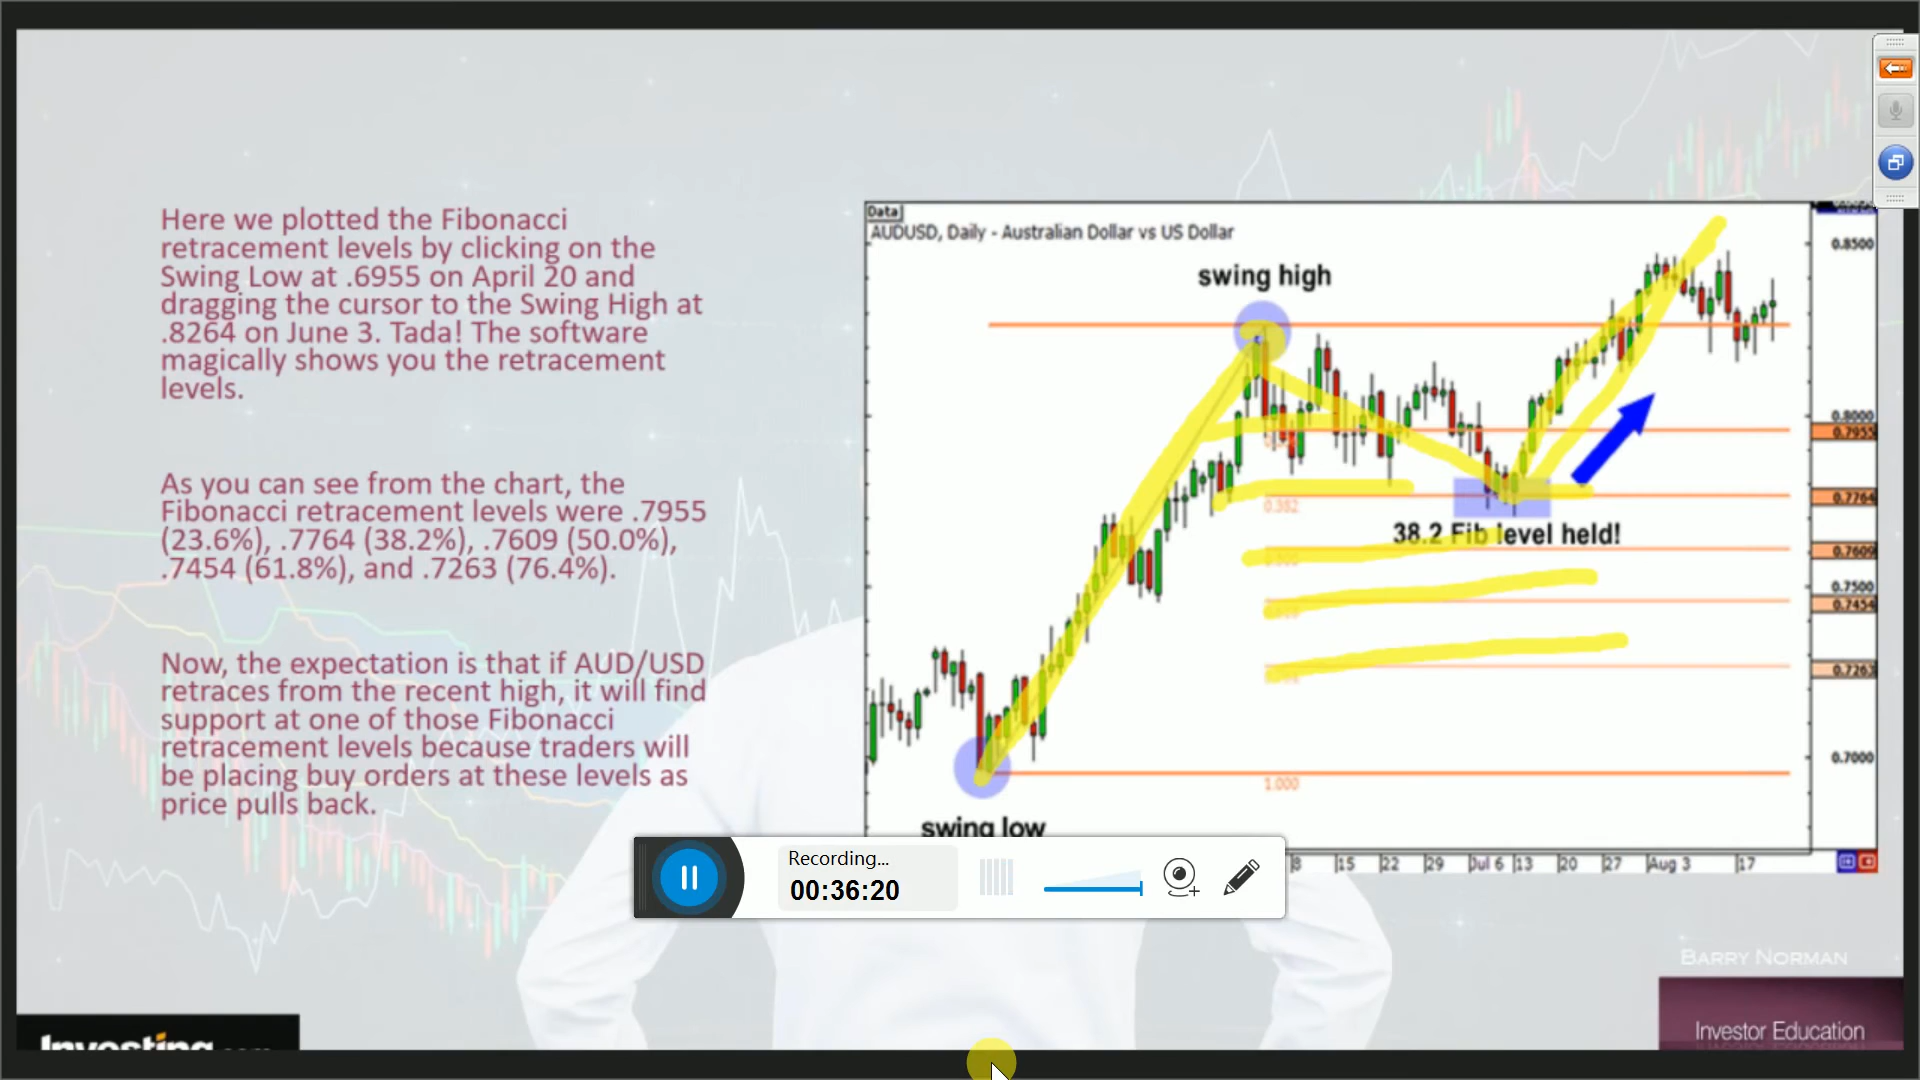 Here we plotted the Fibonacci
retracement levels by clicking on the
Swing Low at .6955 on April 20 and
dragging the cursor to the Swing High at
.8264 on June 3. Tada! The software
magically shows you the retracement
levels.
As you can see from the chart, the
Fibonacci retracement levels were .7955
(23.6%), .7764 (38.2%), .7609 (50.0%),
.7454 (61.8%), and .7263 (76.4%).
Now, the expectation is that if AUD/USD
retraces from the recent high, it will find
support at one of those Fibonacci
retracement levels because traders will
be placing buy orders at these levels as
price pulls back.
Data
AUDUSD, Daily - Australian Dollar vs US Dollar
swing high
0.8500
0.8000
0.7955
0.7764
0.382
38.2 Fib level held!
0.7609
0.7500
0.7454
0.7263
0.7000
1.000
swing low
8 15 22 29 Jul 6 13 20 27 Aug 3 17
Recording...
00:36:20
BARRY NORMAN
Investor Education
Investing.com